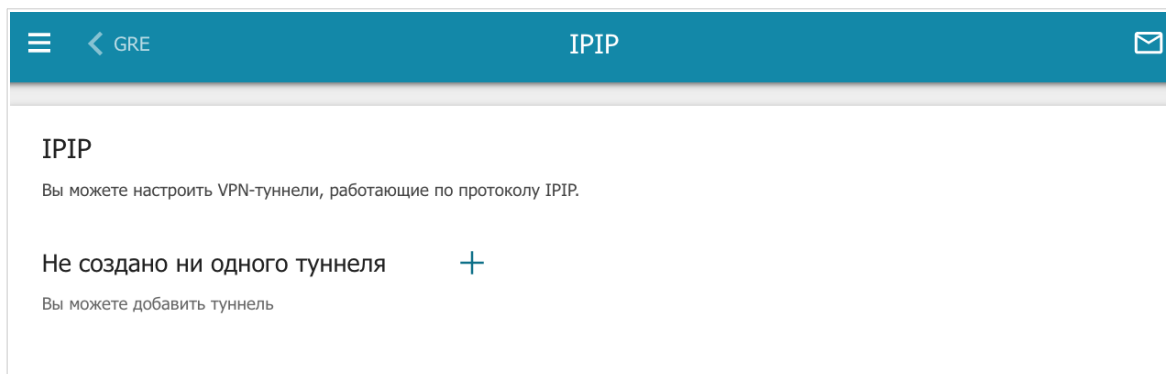 GRE
IPIP
IPIP
Вы можете настроить VPN-туннели, работающие по протоколу IPIP.
Не создано ни одного туннеля
Вы можете добавить туннель